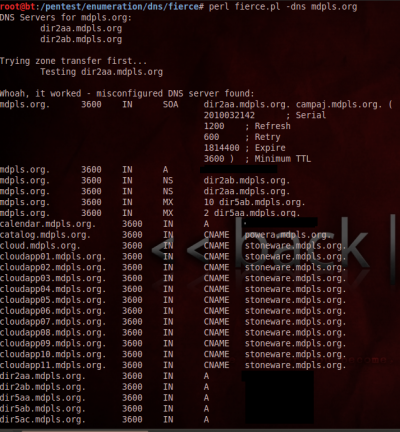 root@bt:/pentest/enumeration/dns/fierce# perl fierce.pl -dns mdpls.org
DNS Servers for mdpls.org:
dir2aa.mdpls.org
dir2ab.mdpls.org
Trying zone transfer first...
Testing dir2aa.mdpls.org
Whoah, it worked - misconfigured DNS server found:
mdpls.org. 3600 IN SOA dir2aa.mdpls.org. campaj.mdpls.org. (
2010032142 ; Serial
1200 ; Refresh
600 ; Retry
1814400 ; Expire
3600 ) ; Minimum TTL
mdpls.org. 3600 IN A
mdpls.org. 3600 IN NS dir2ab.mdpls.org.
mdpls.org. 3600 IN NS dir2aa.mdpls.org.
mdpls.org. 3600 IN MX 10 dir5ab.mdpls.org.
mdpls.org. 3600 IN MX 2 dir5aa.mdpls.org.
calendar.mdpls.org. 3600 IN A
catalog.mdpls.org. 3600 IN CNAME powera.mdpls.org.
cloud.mdpls.org. 3600 IN CNAME stoneware.mdpls.org.
cloudapp01.mdpls.org. 3600 IN CNAME stoneware.mdpls.org.
cloudapp02.mdpls.org. 3600 IN CNAME stoneware.mdpls.org.
cloudapp03.mdpls.org. 3600 IN CNAME stoneware.mdpls.org.
cloudapp04.mdpls.org. 3600 IN CNAME stoneware.mdpls.org.
cloudapp05.mdpls.org. 3600 IN CNAME stoneware.mdpls.org.
cloudapp06.mdpls.org. 3600 IN CNAME stoneware.mdpls.org.
cloudapp07.mdpls.org. 3600 IN CNAME stoneware.mdpls.org.
cloudapp08.mdpls.org. 3600 IN CNAME stoneware.mdpls.org.
cloudapp09.mdpls.org. 3600 IN CNAME stoneware.mdpls.org.
cloudapp10.mdpls.org. 3600 IN CNAME stoneware.mdpls.org.
cloudapp11.mdpls.org. 3600 IN CNAME stoneware.mdpls.org.
dir2aa.mdpls.org. 3600 IN A
dir2ab.mdpls.org. 3600 IN A
dir5aa.mdpls.org. 3600 IN A
dir5ab.mdpls.org. 3600 IN A
dir5ac.mdpls.org. 3600 IN A
<< back |